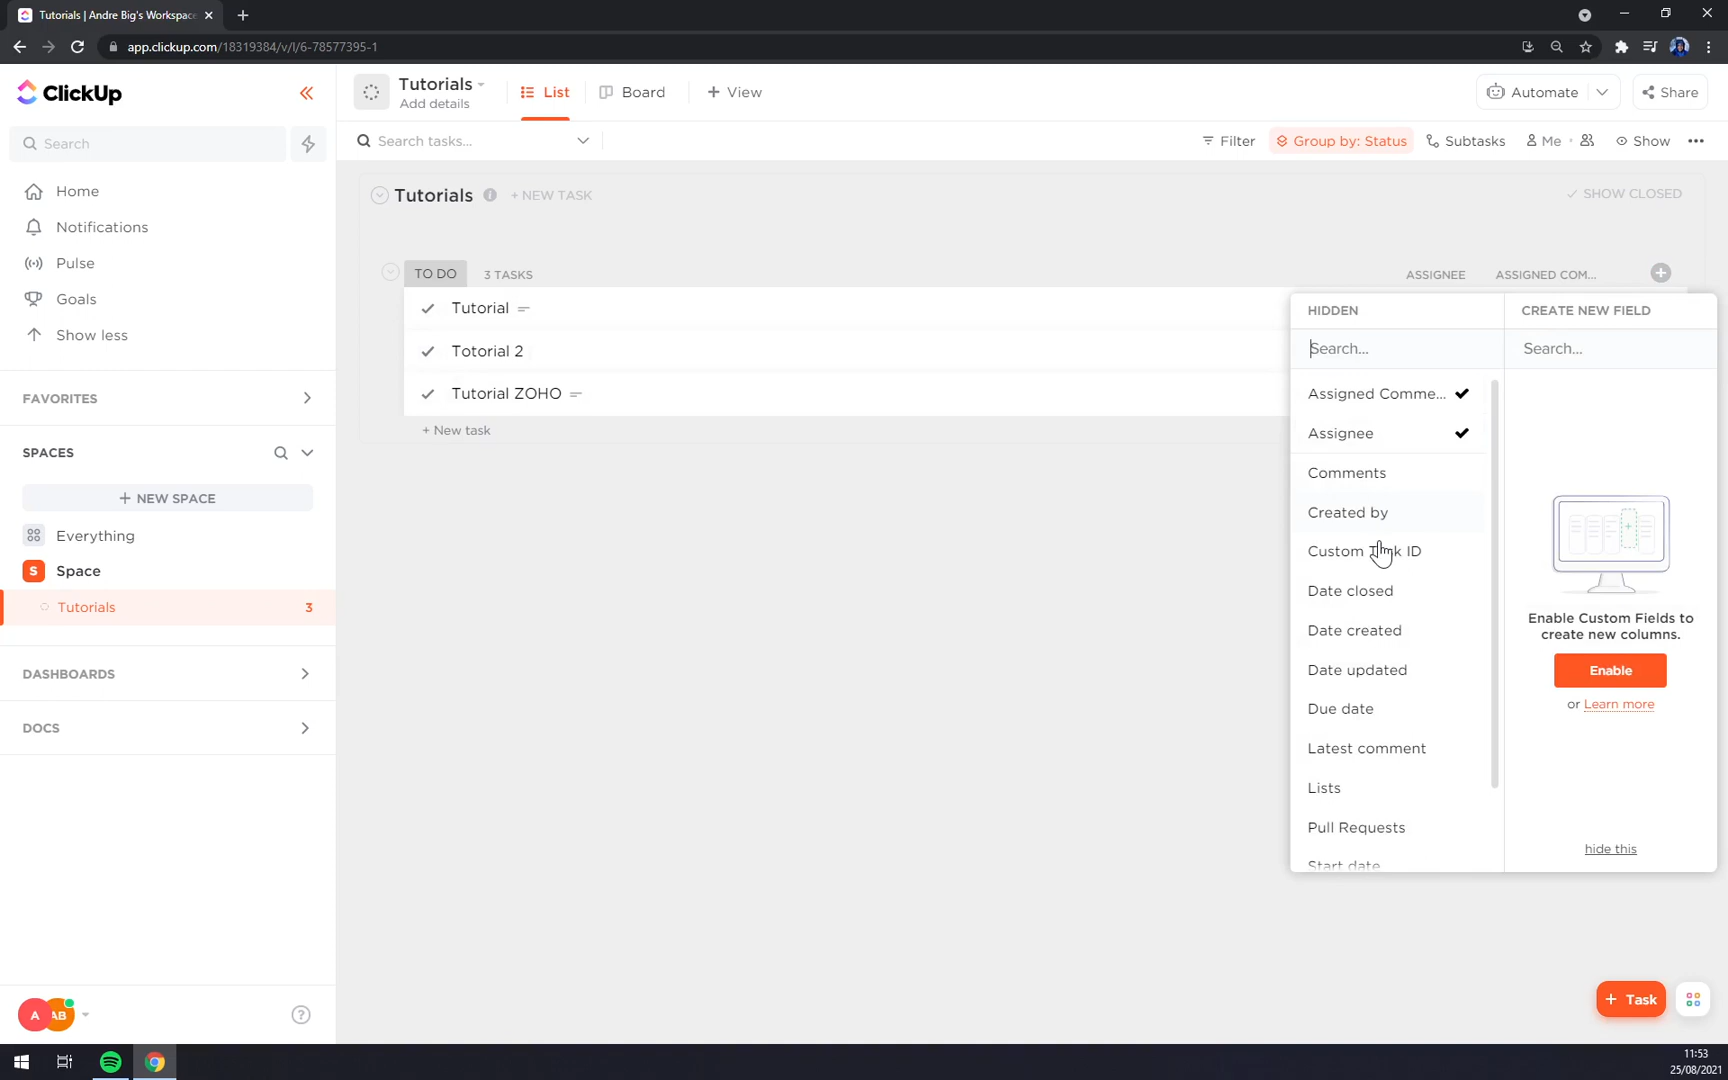 Tutorials | Andre Big's Workspace
app.clickup.com/18319384/v/l/6-78577395-1
ClickUp
Search
Home
Notifications
Pulse
Goals
Show less
FAVORITES
SPACES
+ NEW SPACE
Everything
S Space
Tutorials 3
DASHBOARDS
DOCS
A AB
Tutorials
Add details
List
Board
+ View
Automate
Share
Search tasks...
Filter
Group by: Status
Subtasks
Me
Show
Tutorials + NEW TASK
SHOW CLOSED
TO DO 3 TASKS ASSIGNEE ASSIGNED COM...
Tutorial
Totorial 2
Tutorial ZOHO
+ New task
HIDDEN
Search...
Assigned Comme...
Assignee
Comments
Created by
Custom Task ID
Date closed
Date created
Date updated
Due date
Latest comment
Lists
Pull Requests
Start date
CREATE NEW FIELD
Search...
Enable Custom Fields to
create new columns.
Enable
or Learn more
hide this
+ Task
11:53
25/08/2021